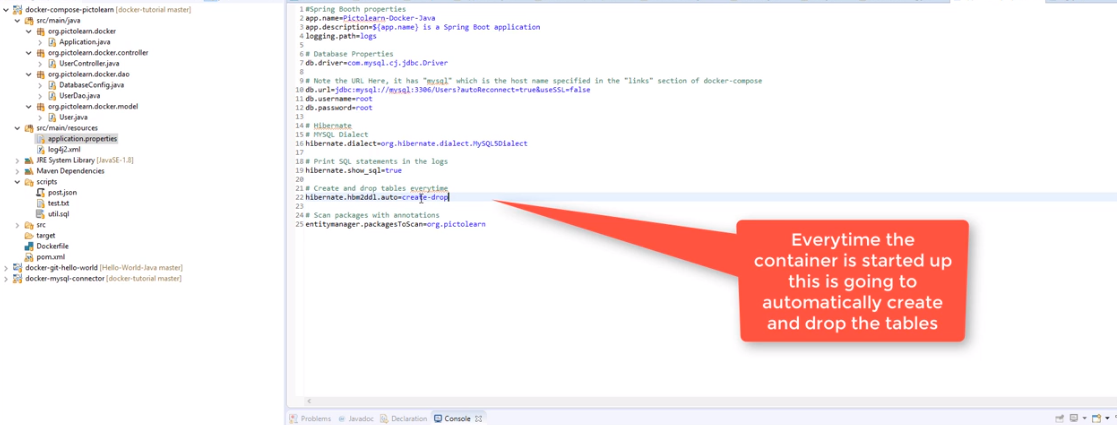 docker-compose-pictolearn [docker-tutorial master]
src/main/java
org.pictolearn.docker
Application.java
org.pictolearn.docker.controller
UserController.java
org.pictolearn.docker.dao
DatabaseConfig.java
UserDao.java
org.pictolearn.docker.model
User.java
src/main/resources
application.properties
log4j2.xml
JRE System Library [JavaSE-1.8]
Maven Dependencies
scripts
post.json
test.txt
util.sql
src
target
Dockerfile
pom.xml
docker-git-hello-world [Hello-World-Java master]
docker-mysql-connector [docker-tutorial master]
1 #Spring Booth properties
2 app.name=Pictolearn-Docker-Java
3 app.description=${app.name} is a Spring Boot application
4 logging.path=logs
5
6 # Database Properties
7 db.driver=com.mysql.cj.jdbc.Driver
8
9 # Note the URL Here, it has "mysql" which is the host name specified in the "links" section of docker-compose
10 db.url=jdbc:mysql://mysql:3306/Users?autoReconnect=true&useSSL=false
11 db.username=root
12 db.password=root
13
14 # Hibernate
15 # MYSQL Dialect
16 hibernate.dialect=org.hibernate.dialect.MySQL5Dialect
17
18 # Print SQL statements in the logs
19 hibernate.show_sql=true
20
21 # Create and drop tables everytime
22 hibernate.hbm2ddl.auto=create-drop
23
24 # Scan packages with annotations
25 entitymanager.packagesToScan=org.pictolearn
Everytime the
container is started up
this is going to
automatically create
and drop the tables
Problems @ Javadoc Declaration Console